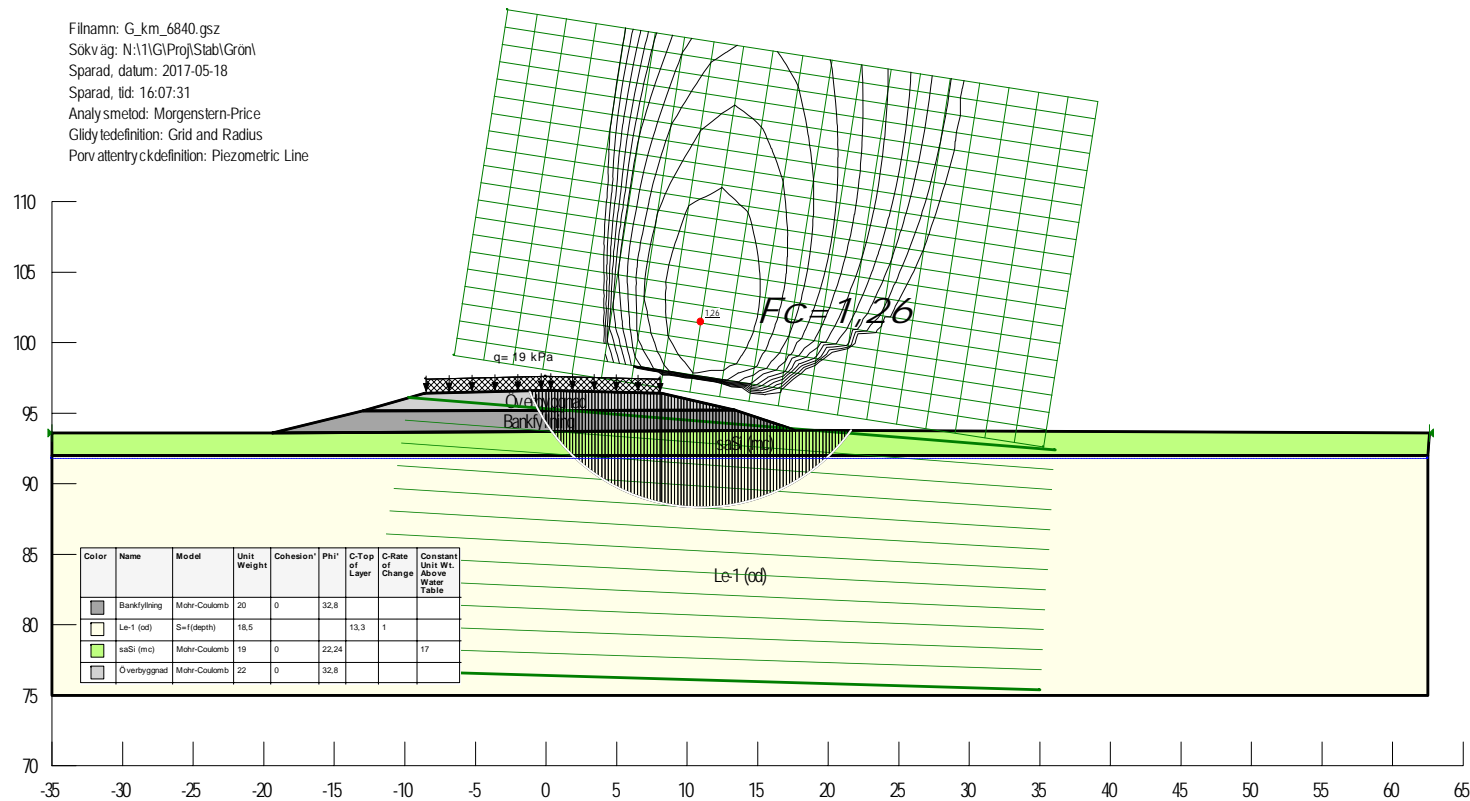 Filnamn: G_km_6840.gsz
Sökväg: N:\1\G\Proj\Stab\Grön\
Sparad, datum: 2017-05-18
Sparad, tid: 16:07:31
Analysmetod: Morgenstern-Price
Glidytedefinition: Grid and Radius
Porvattentryckdefinition: Piezometric Line
110
105
100
95
90
85
80
75
70
1,26
Fc=1,26
q= 19 kPa
Överbyggnad
Bankfyllning
saSi (mc)
Le-1 (od)
Color Name Model Unit Weight Cohesion' Phi' C-Top of Layer C-Rate of Change Constant Unit Wt. Above Water Table
Bankfyllning Mohr-Coulomb 20 0 32,8
Le-1 (od) S=f(depth) 18,5 13,3 1
saSi (mc) Mohr-Coulomb 19 0 22,24 17
Överbyggnad Mohr-Coulomb 22 0 32,8
-35 -30 -25 -20 -15 -10 -5 0 5 10 15 20 25 30 35 40 45 50 55 60 65